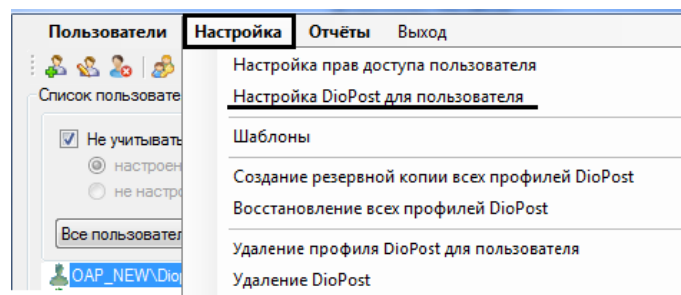 Пользователи Настройка Отчёты Выход
Настройка прав доступа пользователя
Список пользовате
Настройка DioPost для пользователя
Не учитывать
Шаблоны
настроен
Создание резервной копии всех профилей DioPost
не настро
Восстановление всех профилей DioPost
Все пользовател
Удаление профиля DioPost для пользователя
OAP_NEW\Diop
Удаление DioPost